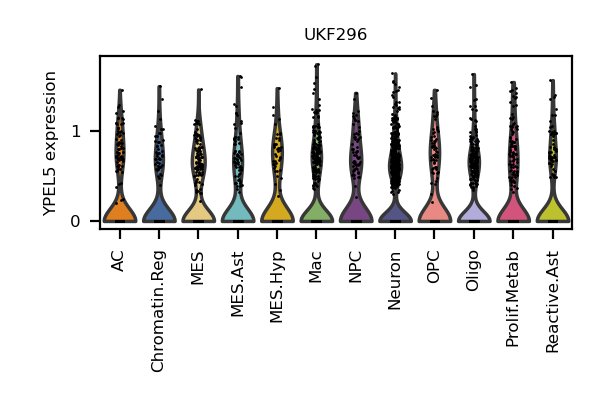 UKF296
YPEL5 expression
1
0
AC
Chromatin.Reg
MES
MES.Ast
MES.Hyp
Mac
NPC
Neuron
OPC
Oligo
Prolif.Metab
Reactive.Ast